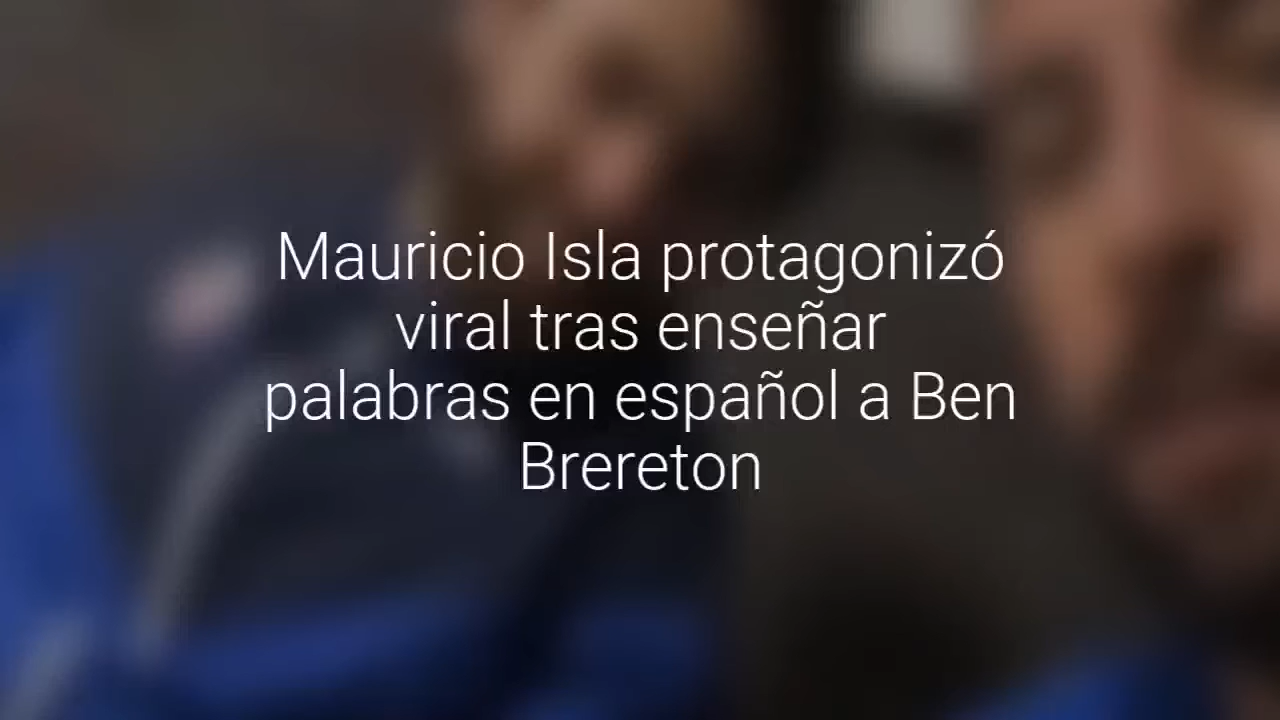 Mauricio Isla protagonizó
viral tras enseñar
palabras en español a Ben
Brereton